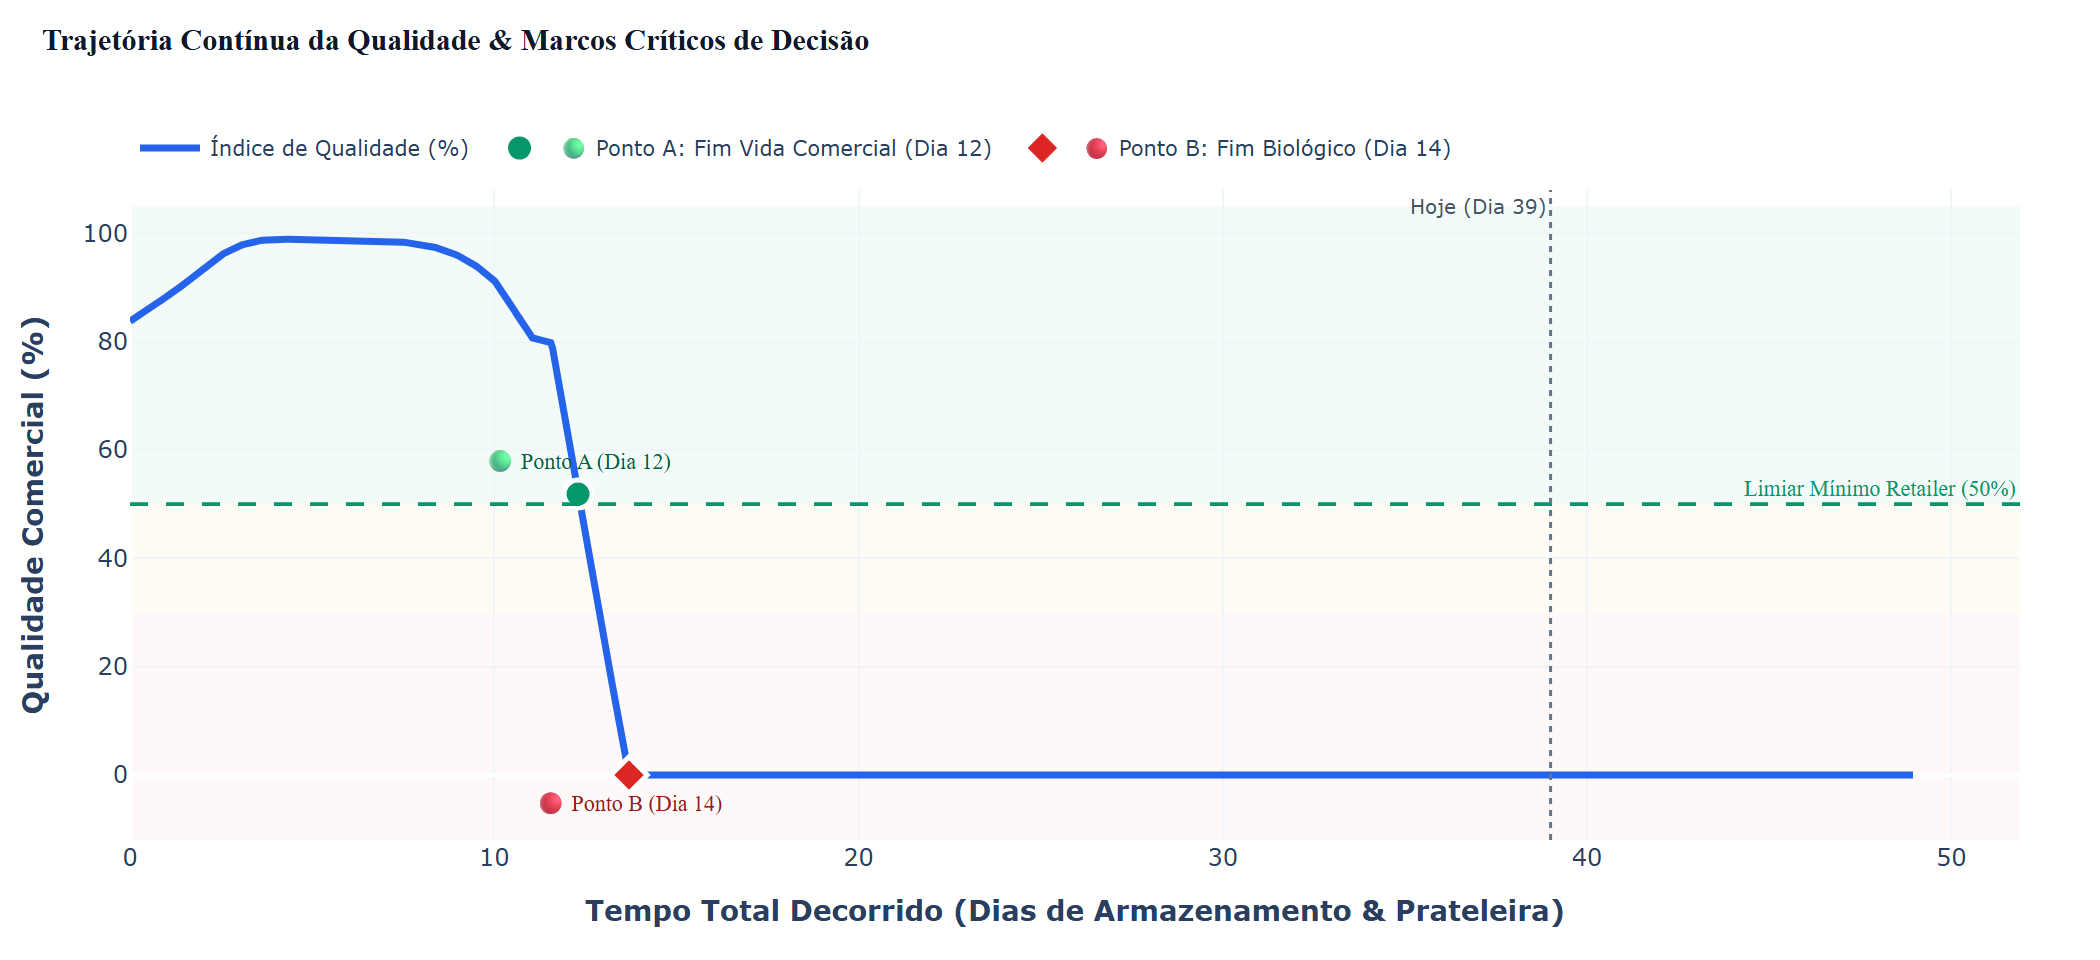 Trajetória Contínua da Qualidade & Marcos Críticos de Decisão
Índice de Qualidade (%)
Ponto A: Fim Vida Comercial (Dia 12)
Ponto B: Fim Biológico (Dia 14)
Hoje (Dia 39)
100
80
60
40
20
0
Qualidade Comercial (%)
Ponto A (Dia 12)
Limiar Mínimo Retailer (50%)
Ponto B (Dia 14)
0 10 20 30 40 50
Tempo Total Decorrido (Dias de Armazenamento & Prateleira)